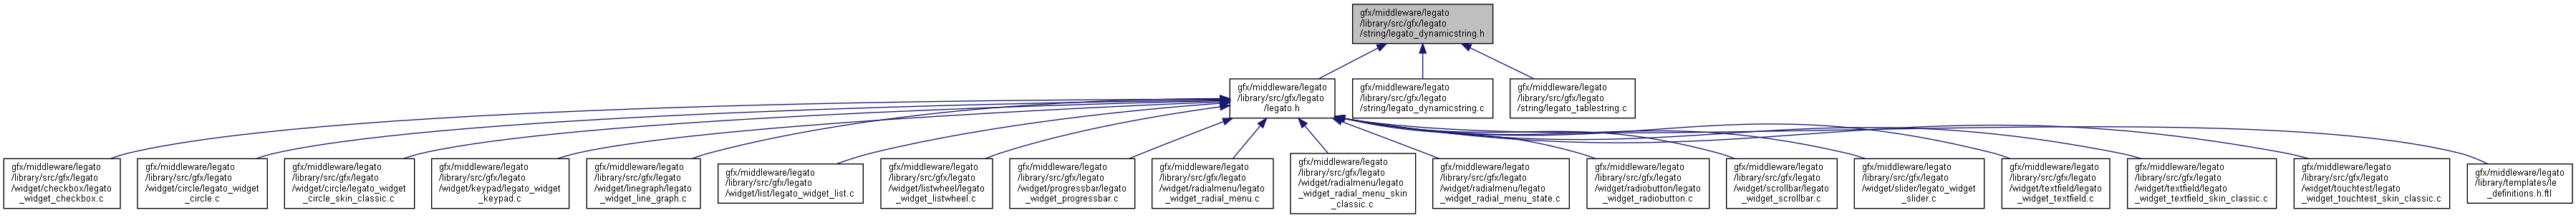 gfx/middleware/legato
/library/src/gfx/legato
/string/legato_dynamicstring.h
gfx/middleware/legato
/library/src/gfx/legato
/legato.h
gfx/middleware/legato
/library/src/gfx/legato
/string/legato_dynamicstring.c
gfx/middleware/legato
/library/src/gfx/legato
/string/legato_tablestring.c
gfx/middleware/legato
/library/src/gfx/legato
/widget/checkbox/legato
_widget_checkbox.c
gfx/middleware/legato
/library/src/gfx/legato
/widget/circle/legato_widget
_circle.c
gfx/middleware/legato
/library/src/gfx/legato
/widget/circle/legato_widget
_circle_skin_classic.c
gfx/middleware/legato
/library/src/gfx/legato
/widget/keypad/legato_widget
_keypad.c
gfx/middleware/legato
/library/src/gfx/legato
/widget/linegraph/legato
_widget_line_graph.c
gfx/middleware/legato
/library/src/gfx/legato
/widget/list/legato_widget_list.c
gfx/middleware/legato
/library/src/gfx/legato
/widget/listwheel/legato
_widget_listwheel.c
gfx/middleware/legato
/library/src/gfx/legato
/widget/progressbar/legato
_widget_progressbar.c
gfx/middleware/legato
/library/src/gfx/legato
/widget/radialmenu/legato
_widget_radial_menu.c
gfx/middleware/legato
/library/src/gfx/legato
/widget/radialmenu/legato
_widget_radial_menu_skin
_classic.c
gfx/middleware/legato
/library/src/gfx/legato
/widget/radialmenu/legato
_widget_radial_menu_state.c
gfx/middleware/legato
/library/src/gfx/legato
/widget/radiobutton/legato
_widget_radiobutton.c
gfx/middleware/legato
/library/src/gfx/legato
/widget/scrollbar/legato
_widget_scrollbar.c
gfx/middleware/legato
/library/src/gfx/legato
/widget/slider/legato_widget
_slider.c
gfx/middleware/legato
/library/src/gfx/legato
/widget/textfield/legato
_widget_textfield.c
gfx/middleware/legato
/library/src/gfx/legato
/widget/textfield/legato
_widget_textfield_skin_classic.c
gfx/middleware/legato
/library/src/gfx/legato
/widget/touchtest/legato
_widget_touchtest_skin_classic.c
gfx/middleware/legato
/library/templates/le
_definitions.h.ftl